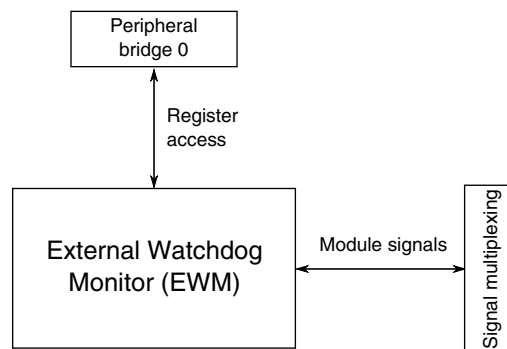 Peripheral
bridge 0
Register
access
External Watchdog
Monitor (EWM)
Module signals
Signal multiplexing